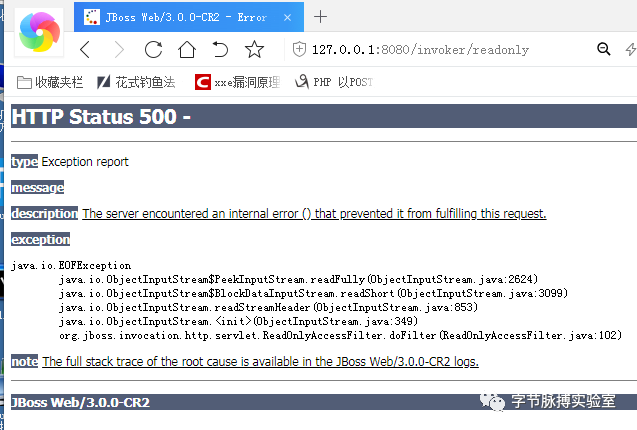 JBoss Web/3.0.0-CR2 - Error
127.0.0.1:8080/invoker/readonly
收藏夹栏 花式钓鱼法 xxe漏洞原理 PHP 以POST
HTTP Status 500 -
type Exception report
message
description The server encountered an internal error () that prevented it from fulfilling this request.
exception
java.io.EOFException
java.io.ObjectInputStream$PeekInputStream.readFully(ObjectInputStream.java:2624)
java.io.ObjectInputStream$BlockDataInputStream.readShort(ObjectInputStream.java:3099)
java.io.ObjectInputStream.readStreamHeader(ObjectInputStream.java:853)
java.io.ObjectInputStream.<init>(ObjectInputStream.java:349)
org.jboss.invocation.http.servlet.ReadOnlyAccessFilter.doFilter(ReadOnlyAccessFilter.java:102)
note The full stack trace of the root cause is available in the JBoss Web/3.0.0-CR2 logs.
JBoss Web/3.0.0-CR2
字节脉搏实验室